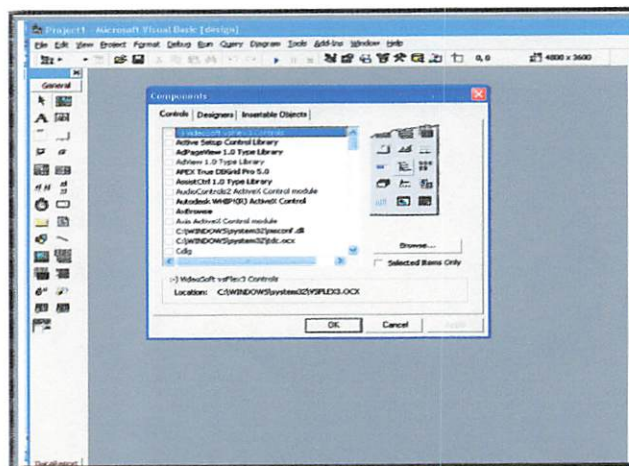 Project1 - Microsoft Visual Basic [design]
File Edit View Project Format Debug Run Query Diagram Tools Add-Ins Window Help
0, 0 4800 x 3600
General
Components
Controls Designers Insertable Objects
:-) VideoSoft vsFlex3 Controls
Active Setup Control Library
AdPageView 1.0 Type Library
AdView 1.0 Type Library
APEX True DBGrid Pro 5.0
AssistCtrl 1.0 Type Library
AudioControls2 ActiveX Control module
Autodesk WHIP!(R) ActiveX Control
AxBrowse
Axis ActiveX Control module
C:\WINDOWS\system32\msconf.dll
C:\WINDOWS\system32\tdc.ocx
Cdlg
Browse...
Selected Items Only
:-) VideoSoft vsFlex3 Controls
Location: C:\WINDOWS\system32\VSFLEX3.OCX
OK Cancel Apply